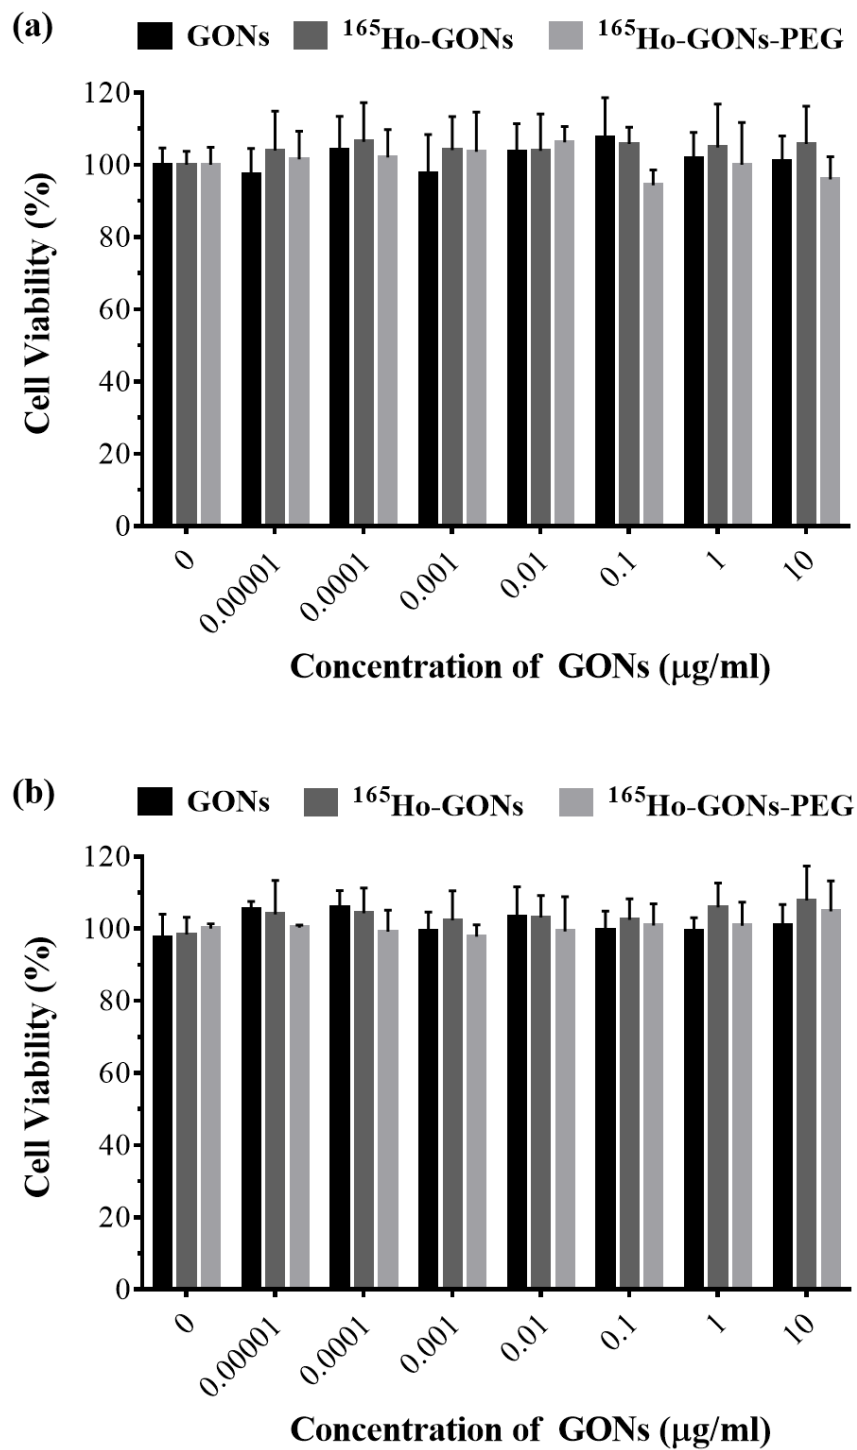 (a)
GONs ¹⁶⁵Ho-GONs ¹⁶⁵Ho-GONs-PEG
120
100
80
60
40
20
0
Cell Viability (%)
0 0.00001 0.0001 0.001 0.01 0.1 1 10
Concentration of GONs (μg/ml)
(b)
GONs ¹⁶⁵Ho-GONs ¹⁶⁵Ho-GONs-PEG
120
100
80
60
40
20
0
Cell Viability (%)
0 0.00001 0.0001 0.001 0.01 0.1 1 10
Concentration of GONs (μg/ml)